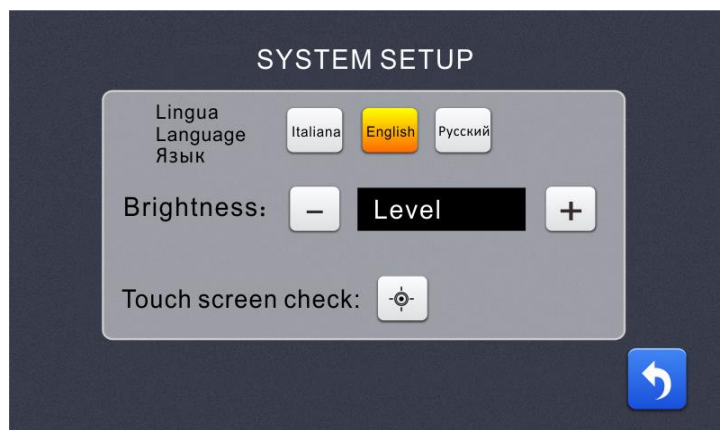 SYSTEM SETUP
Lingua
Language
Язык
Italiana
English
Русский
Brightness:
－
Level
＋
Touch screen check: